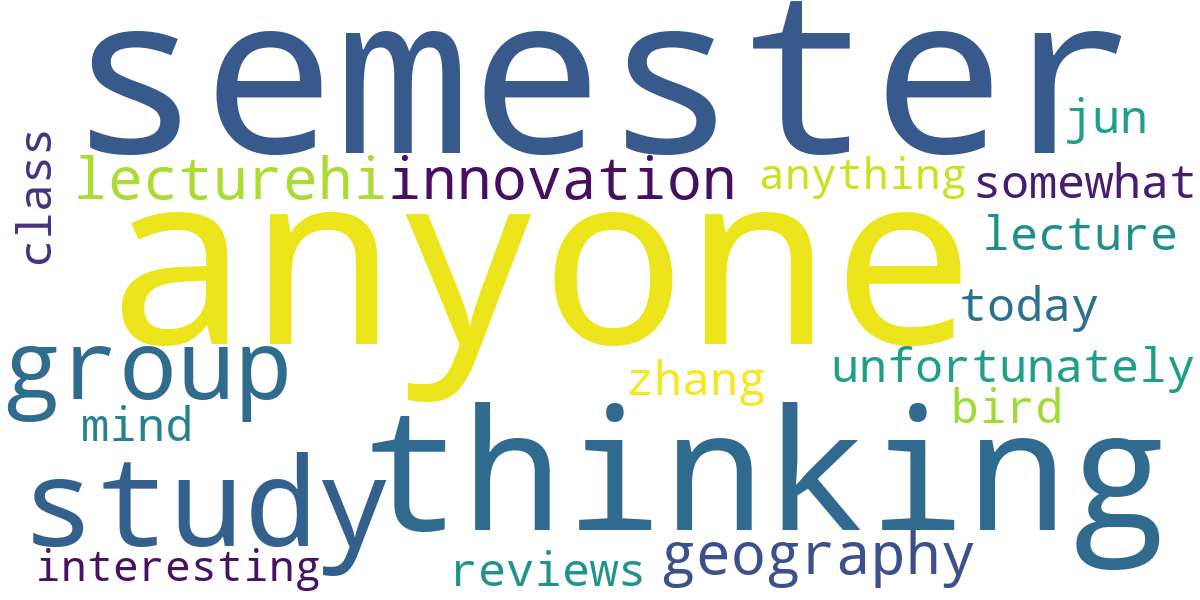 semester
jun
class
lecturehi innovation anything somewhat
anyone
lecture
today
group
unfortunately
zhang
bird
mind
thinking
study
interesting
reviews
geography